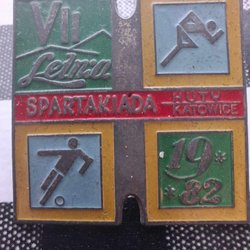 VII
Letnia
SPARTAKIADA HUTY
KATOWICE
19
82